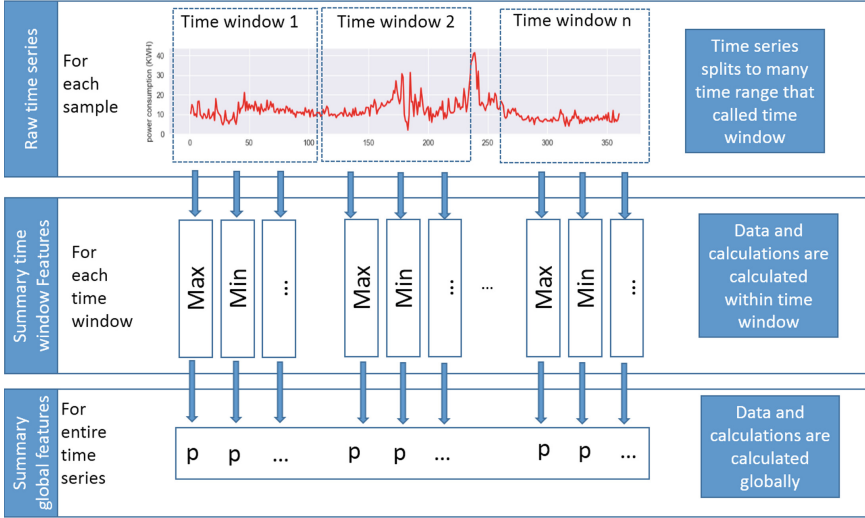 Raw time series
For
each
sample
Time window 1
Time window 2
Time window n
power consumption (KWH)
40
30
20
10
0
0
50
100
150
200
250
300
350
Time series
splits to many
time range that
called time
window
Summary time
window Features
For
each
time
window
Max
Min
...
Max
Min
...
...
Max
Min
...
Data and
calculations are
calculated
within time
window
Summary
global features
For
entire
time
series
p p ... p p ... p p ...
Data and
calculations are
calculated
globally